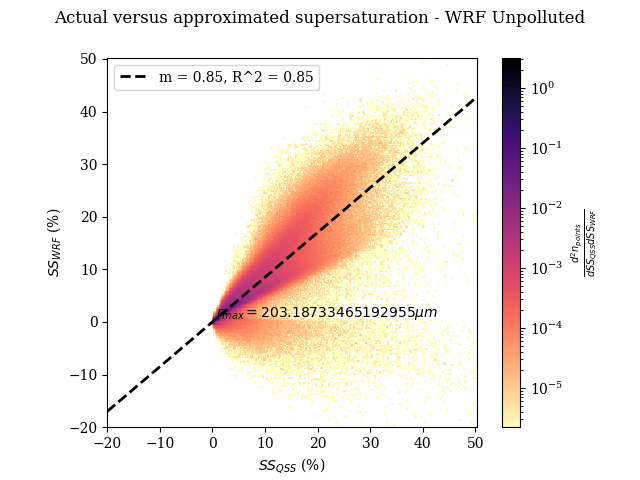 Actual versus approximated supersaturation - WRF Unpolluted
m = 0.85, R^2 = 0.85
50
40
30
20
10
0
−10
−20
SS_WRF (%)
r_max = 203.18733465192955μm
−20 −10 0 10 20 30 40 50
SS_QSS (%)
10^0
10^−1
10^−2
10^−3
10^−4
10^−5
d^2n_points
dSS_QSS dSS_WRF